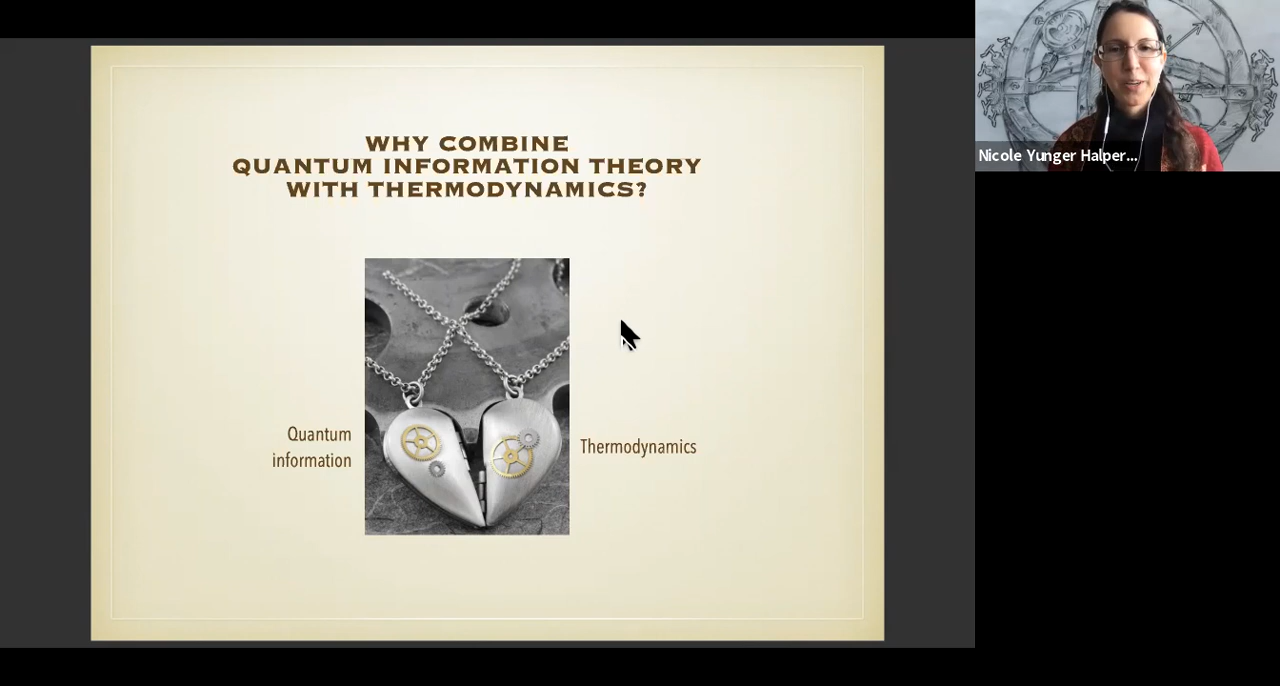 WHY COMBINE
QUANTUM INFORMATION THEORY
WITH THERMODYNAMICS?
Quantum
information
Thermodynamics
Nicole Yunger Halper...